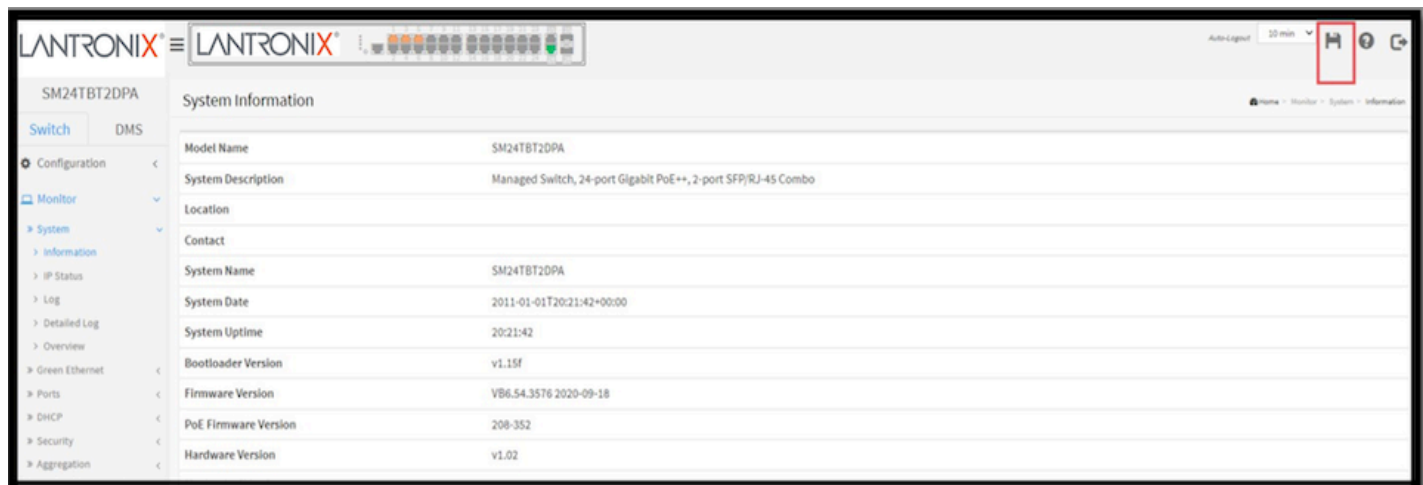 LANTRONIX®
LANTRONIX®
Auto-Logout 10 min
SM24TBT2DPA
System Information
Home > Monitor > System > Information
Switch DMS
Configuration
Monitor
System
Information
IP Status
Log
Detailed Log
Overview
Green Ethernet
Ports
DHCP
Security
Aggregation
Model Name SM24TBT2DPA
System Description Managed Switch, 24-port Gigabit PoE++, 2-port SFP/RJ-45 Combo
Location
Contact
System Name SM24TBT2DPA
System Date 2011-01-01T20:21:42+00:00
System Uptime 20:21:42
Bootloader Version v1.15f
Firmware Version VB6.54.3576 2020-09-18
PoE Firmware Version 208-352
Hardware Version v1.02